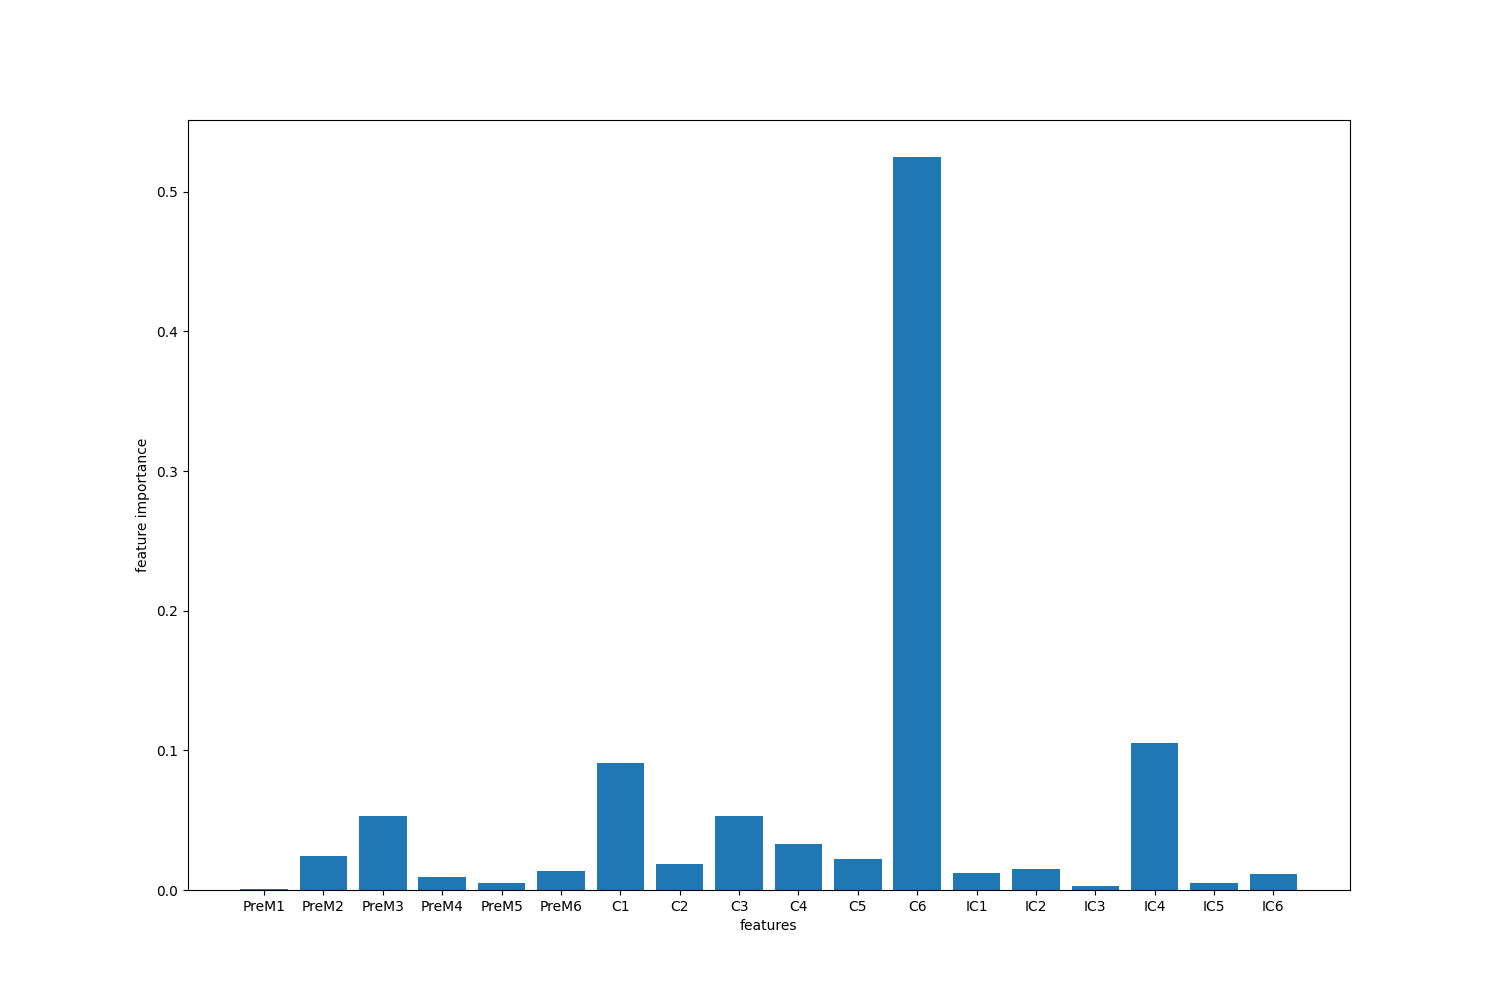 feature importance
0.5
0.4
0.3
0.2
0.1
0.0
PreM1 PreM2 PreM3 PreM4 PreM5 PreM6 C1 C2 C3 C4 C5 C6 IC1 IC2 IC3 IC4 IC5 IC6
features